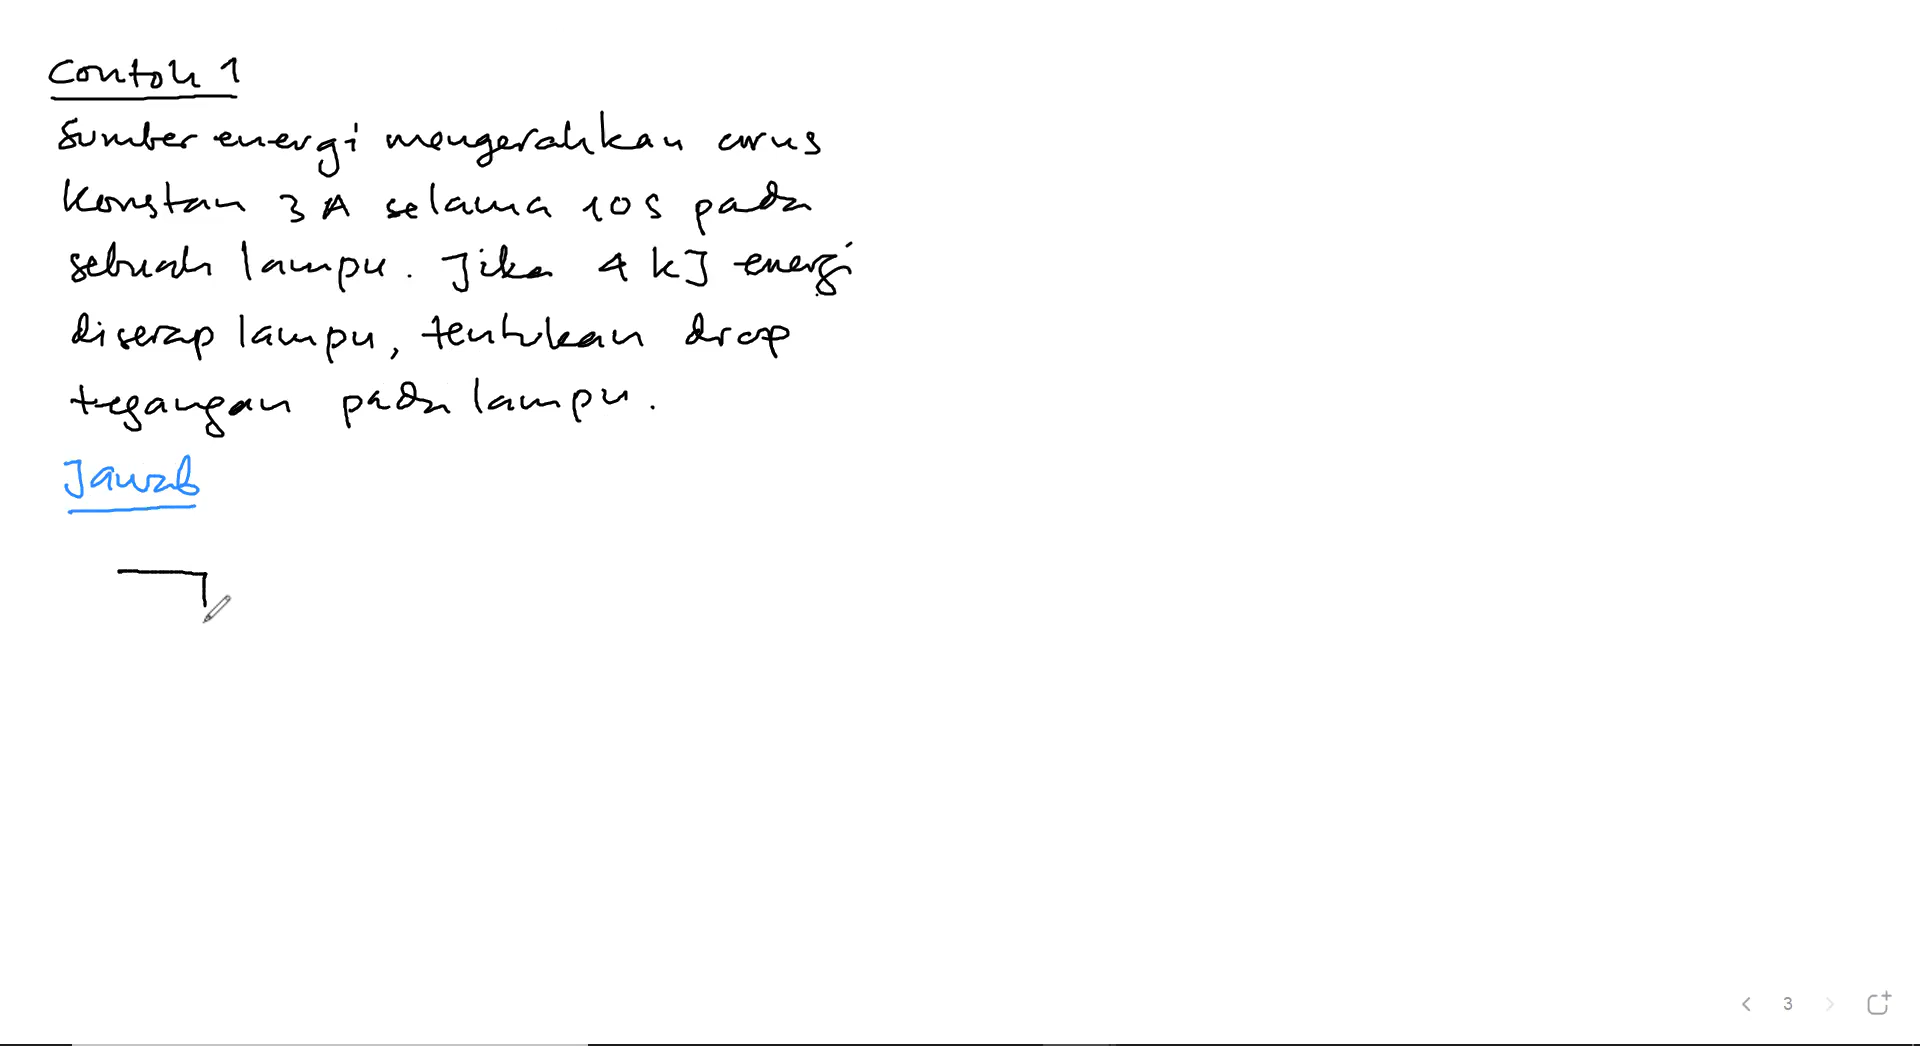 Contoh 1
Sumber energi mengerahkan arus
konstan 3 A selama 10 s pada
sebuah lampu. Jika 4 kJ energi
diserap lampu, tentukan drop
tegangan pada lampu.
Jawab
3